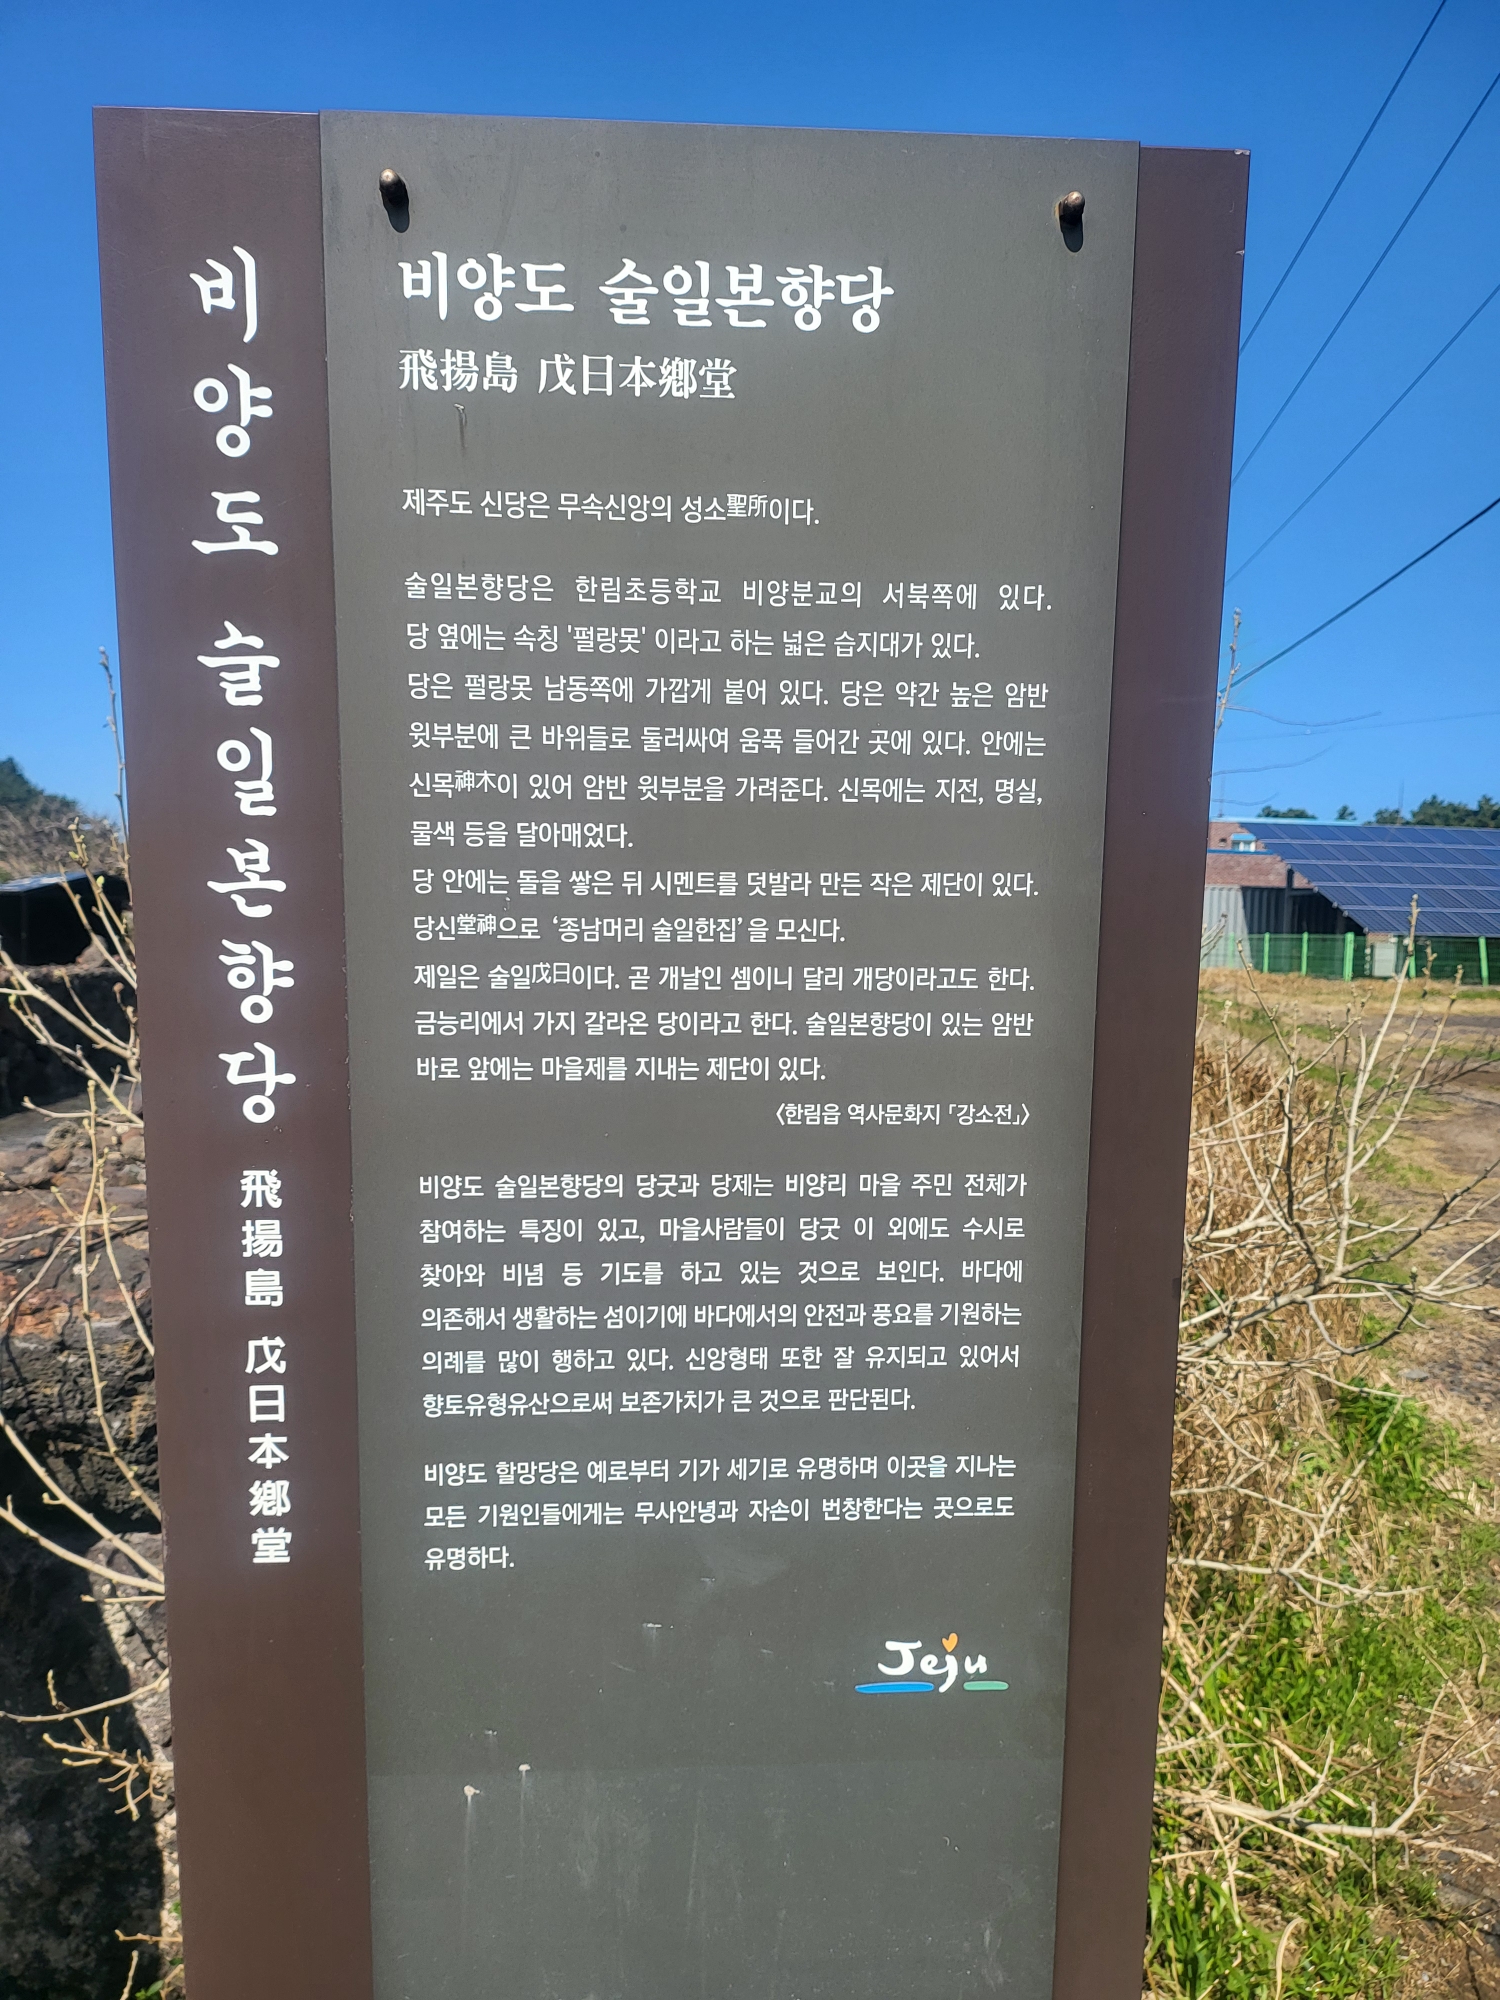 비양도 술일본향당 飛揚島 戊日本鄕堂
비양도 술일본향당
飛揚島 戊日本鄕堂
제주도 신당은 무속신앙의 성소聖所이다.
술일본향당은 한림초등학교 비양분교의 서북쪽에 있다.
당 옆에는 속칭 '펄랑못' 이라고 하는 넓은 습지대가 있다.
당은 펄랑못 남동쪽에 가깝게 붙어 있다. 당은 약간 높은 암반
윗부분에 큰 바위들로 둘러싸여 움푹 들어간 곳에 있다. 안에는
신목神木이 있어 암반 윗부분을 가려준다. 신목에는 지전, 명실,
물색 등을 달아매었다.
당 안에는 돌을 쌓은 뒤 시멘트를 덧발라 만든 작은 제단이 있다.
당신堂神으로 ‘종남머리 술일한집’을 모신다.
제일은 술일戊日이다. 곧 개날인 셈이니 달리 개당이라고도 한다.
금능리에서 가지 갈라온 당이라고 한다. 술일본향당이 있는 암반
바로 앞에는 마을제를 지내는 제단이 있다.
〈한림읍 역사문화지 「강소전」〉
비양도 술일본향당의 당굿과 당제는 비양리 마을 주민 전체가
참여하는 특징이 있고, 마을사람들이 당굿 이 외에도 수시로
찾아와 비념 등 기도를 하고 있는 것으로 보인다. 바다에
의존해서 생활하는 섬이기에 바다에서의 안전과 풍요를 기원하는
의례를 많이 행하고 있다. 신앙형태 또한 잘 유지되고 있어서
향토유형유산으로써 보존가치가 큰 것으로 판단된다.
비양도 할망당은 예로부터 기가 세기로 유명하며 이곳을 지나는
모든 기원인들에게는 무사안녕과 자손이 번창한다는 곳으로도
유명하다.
Jeju